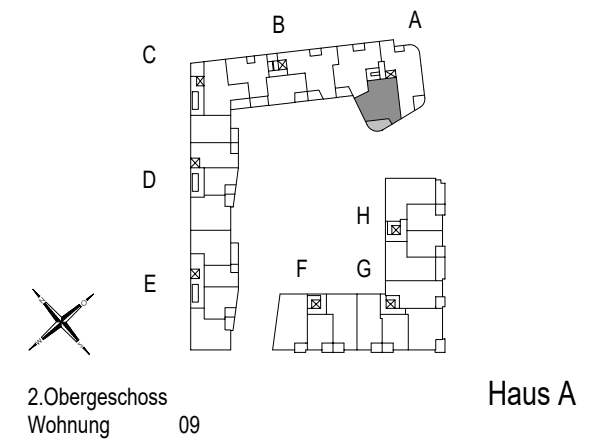 A
B
C
D
H
E
F G
N O
W S
2.Obergeschoss
Haus A
Wohnung 09